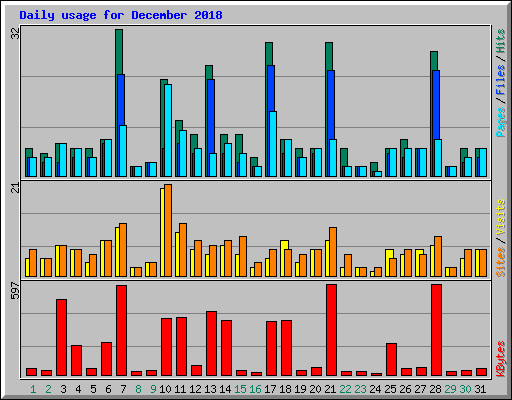 Daily usage for December 2018
32
Pages / Files / Hits
21
Sites / Visits
597
KBytes
1 2 3 4 5 6 7 8 9 10 11 12 13 14 15 16 17 18 19 20 21 22 23 24 25 26 27 28 29 30 31